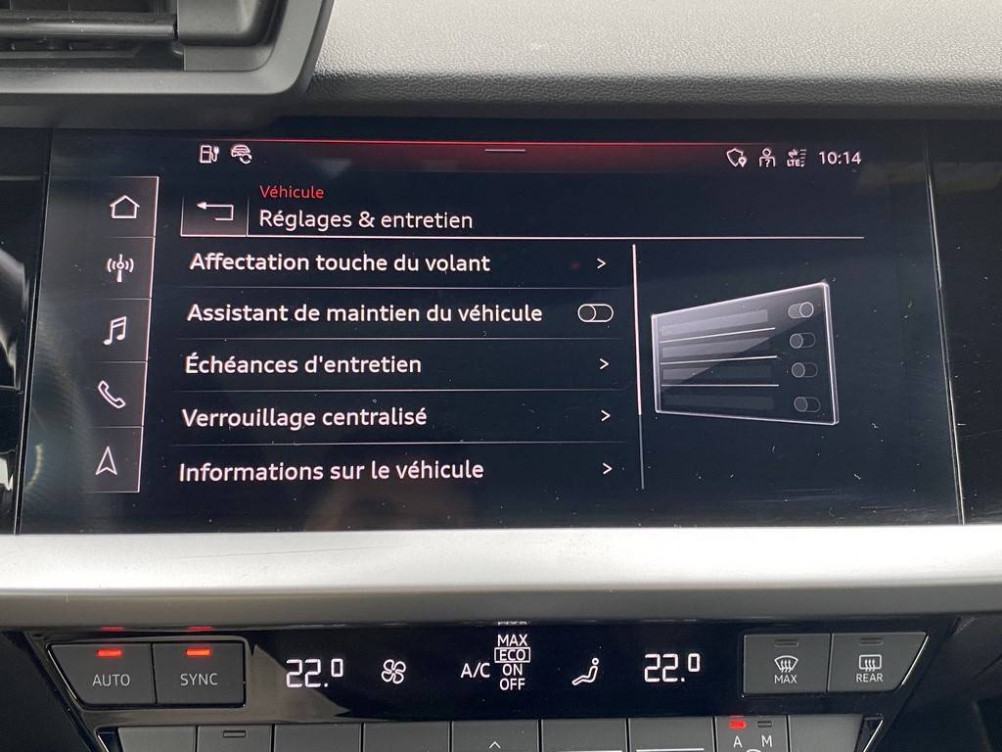 LTE 10:14
Véhicule
Réglages & entretien
Affectation touche du volant >
Assistant de maintien du véhicule
Échéances d'entretien >
Verrouillage centralisé >
Informations sur le véhicule >
AUTO SYNC 22.0 A/C MAX ECO ON OFF 22.0 MAX REAR
A M